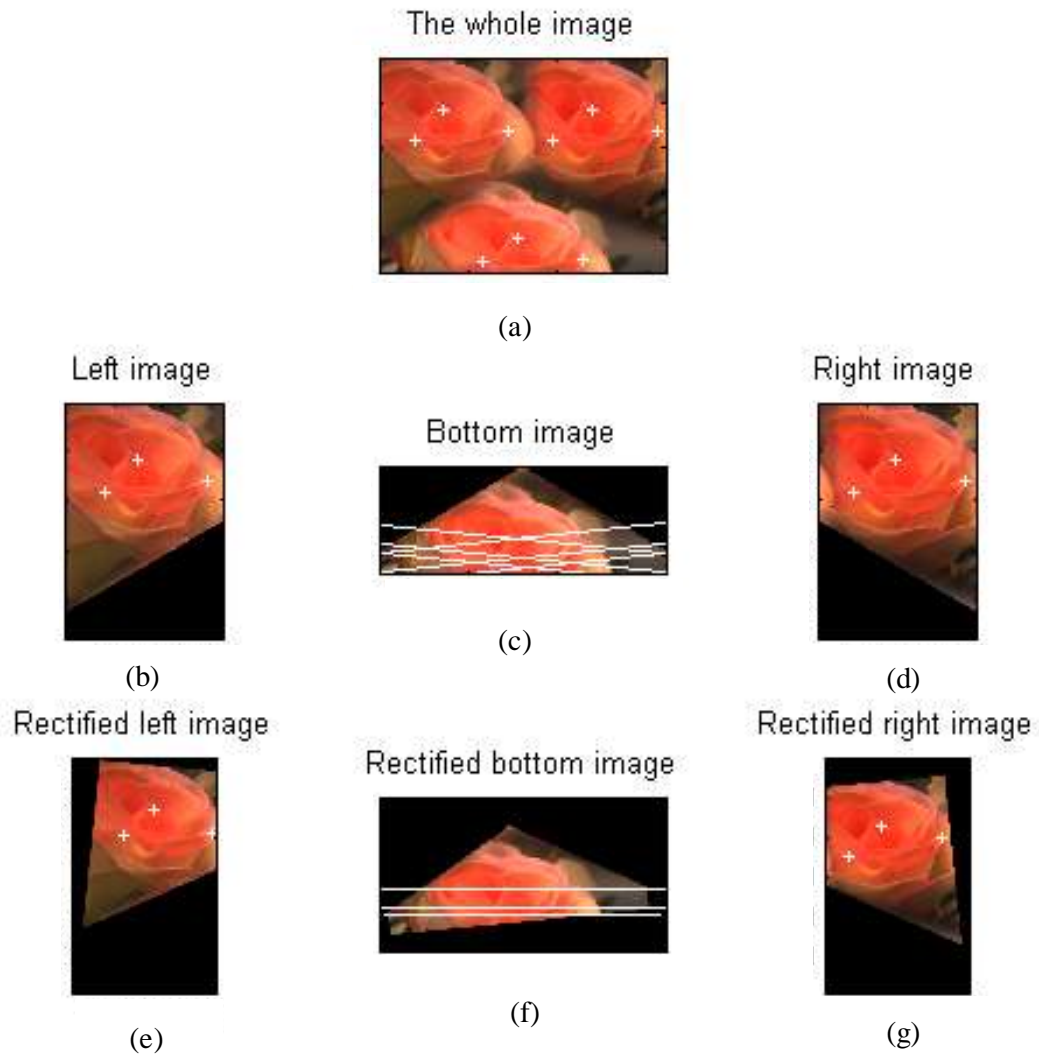 The whole image
(a)
Left image
Bottom image
Right image
(b)
(c)
(d)
Rectified left image
Rectified bottom image
Rectified right image
(e)
(f)
(g)